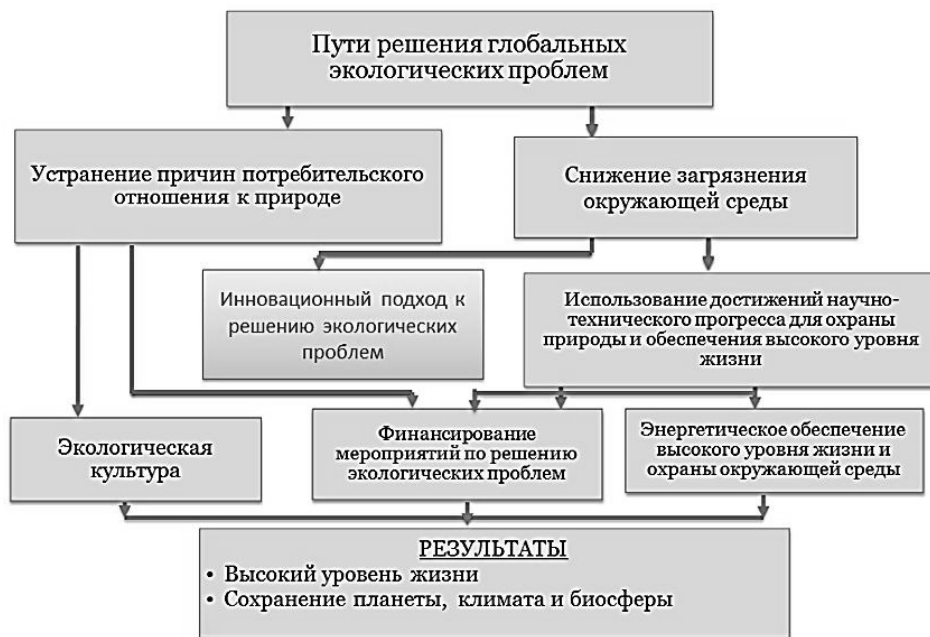 Пути решения глобальных
экологических проблем
Устранение причин потребительского
отношения к природе
Снижение загрязнения
окружающей среды
Инновационный подход к
решению экологических
проблем
Использование достижений научно-
технического прогресса для охраны
природы и обеспечения высокого уровня
жизни
Экологическая
культура
Финансирование
мероприятий по решению
экологических проблем
Энергетическое обеспечение
высокого уровня жизни и
охраны окружающей среды
РЕЗУЛЬТАТЫ
• Высокий уровень жизни
• Сохранение планеты, климата и биосферы